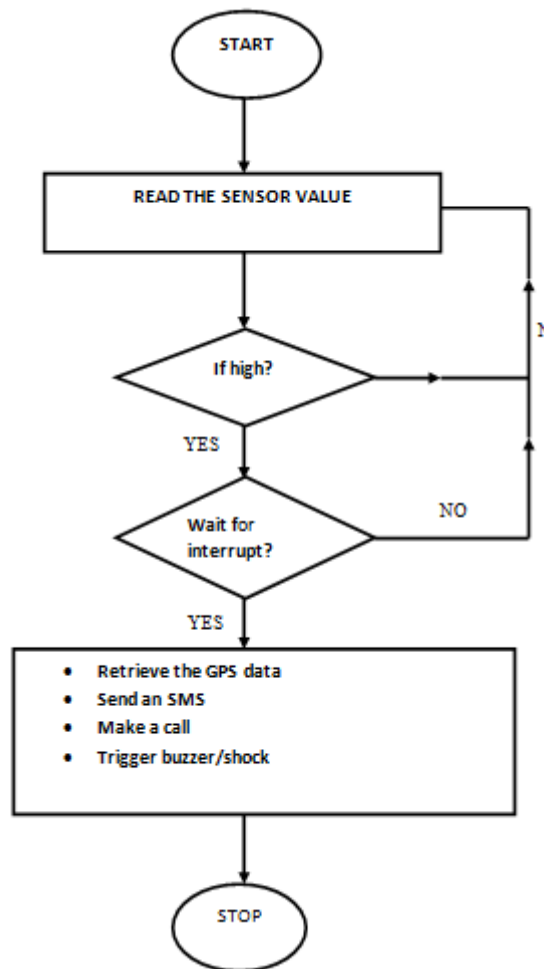 START
READ THE SENSOR VALUE
N
If high?
YES
Wait for
interrupt?
NO
YES
• Retrieve the GPS data
• Send an SMS
• Make a call
• Trigger buzzer/shock
STOP